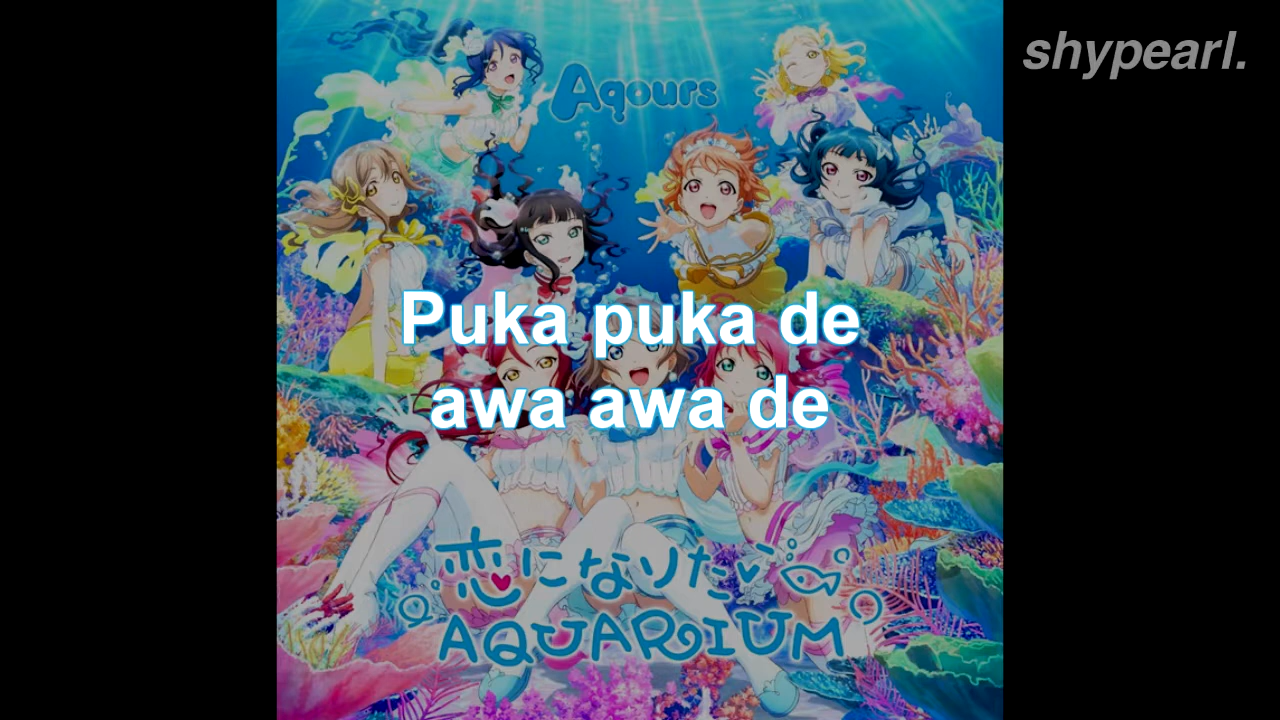 shypearl.
Aqours
Puka puka de
awa awa de
恋になりたい
AQUARIUM